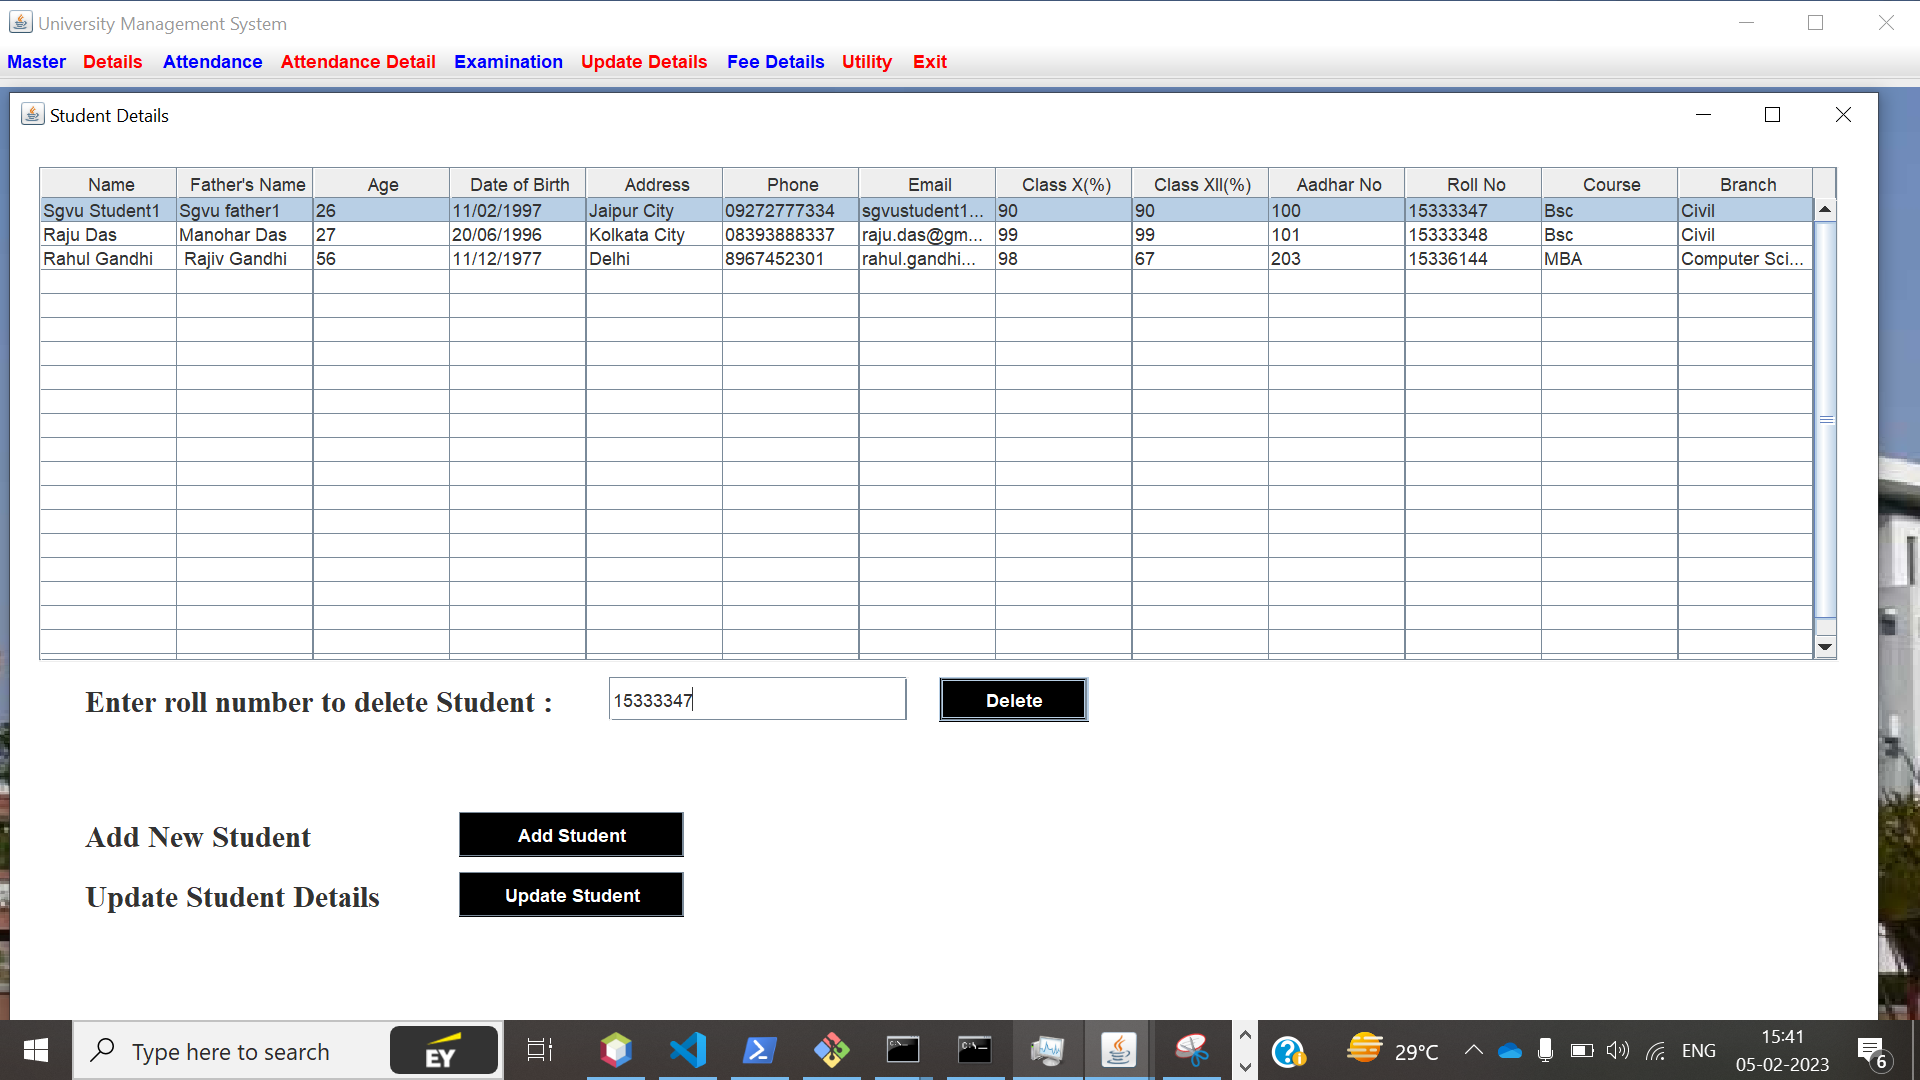 University Management System
Master Details Attendance Attendance Detail Examination Update Details Fee Details Utility Exit
Student Details
Name Father's Name Age Date of Birth Address Phone Email Class X(%) Class XII(%) Aadhar No Roll No Course Branch
Sgvu Student1 Sgvu father1 26 11/02/1997 Jaipur City 09272777334 sgvustudent1... 90 90 100 15333347 Bsc Civil
Raju Das Manohar Das 27 20/06/1996 Kolkata City 08393888337 raju.das@gm... 99 99 101 15333348 Bsc Civil
Rahul Gandhi Rajiv Gandhi 56 11/12/1977 Delhi 8967452301 rahul.gandhi... 98 67 203 15336144 MBA Computer Sci...
Enter roll number to delete Student : 15333347 Delete
Add New Student Add Student
Update Student Details Update Student
Type here to search EY 29°C ENG 15:41
05-02-2023 6